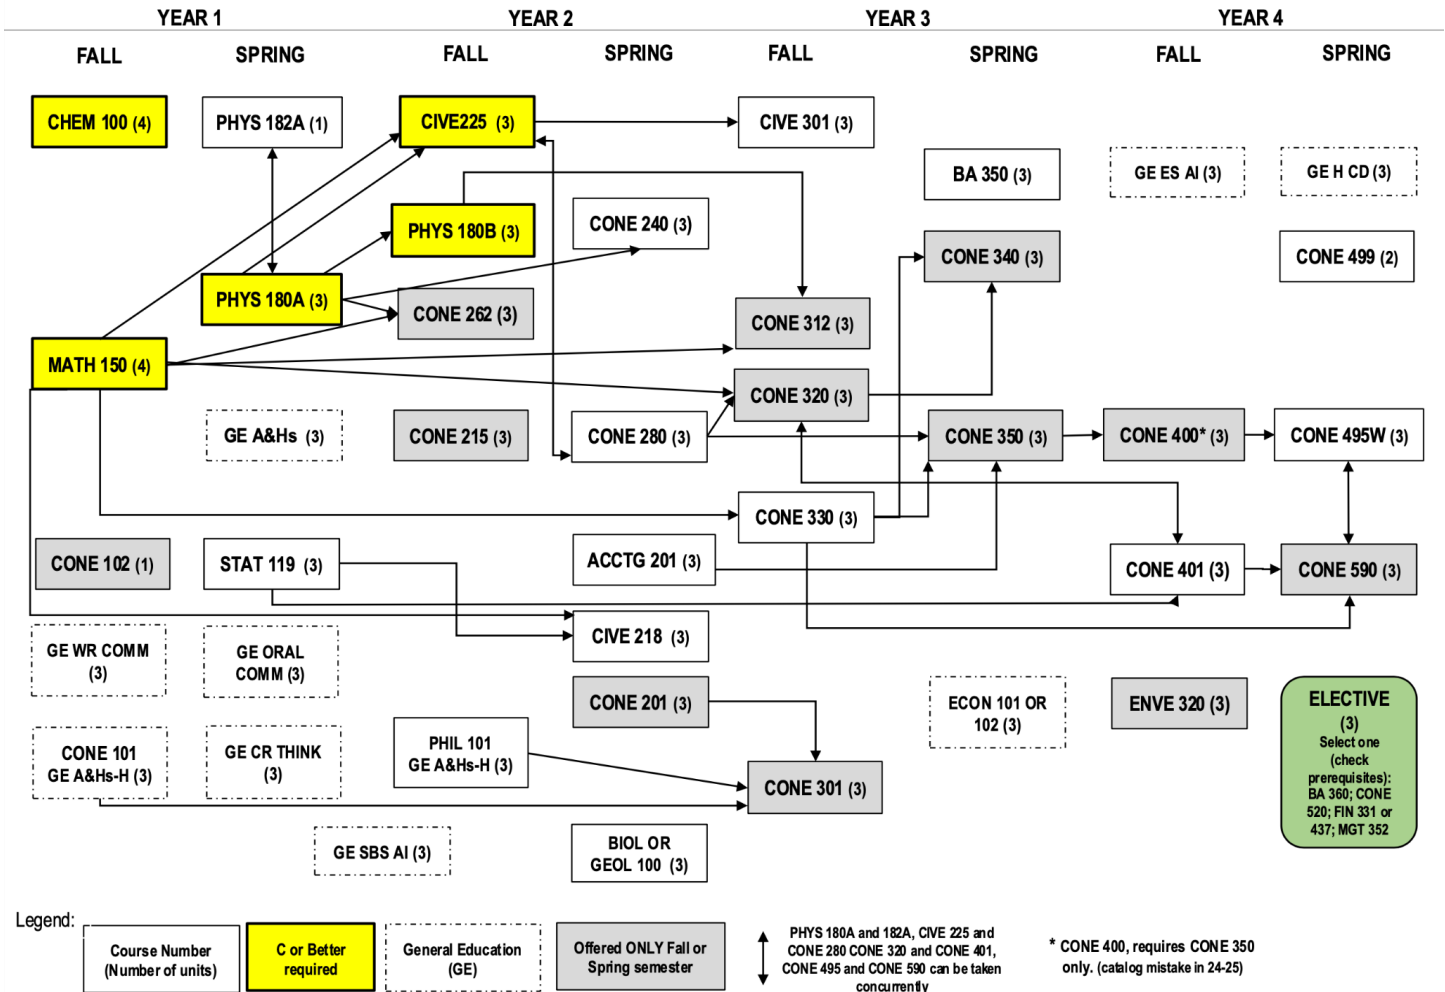 YEAR 1
YEAR 2
YEAR 3
YEAR 4
FALL
SPRING
FALL
SPRING
FALL
SPRING
FALL
SPRING
CHEM 100 (4)
PHYS 182A (1)
CIVE225 (3)
CIVE 301 (3)
BA 350 (3)
GE ES AI (3)
GE H CD (3)
PHYS 180B (3)
CONE 240 (3)
CONE 340 (3)
CONE 499 (2)
PHYS 180A (3)
CONE 262 (3)
CONE 312 (3)
MATH 150 (4)
CONE 320 (3)
GE A&Hs (3)
CONE 215 (3)
CONE 280 (3)
CONE 350 (3)
CONE 400* (3)
CONE 495W (3)
CONE 330 (3)
CONE 102 (1)
STAT 119 (3)
ACCTG 201 (3)
CONE 401 (3)
CONE 590 (3)
GE WR COMM
(3)
GE ORAL
COMM (3)
CIVE 218 (3)
CONE 201 (3)
ECON 101 OR
102 (3)
ENVE 320 (3)
ELECTIVE
(3)
Select one
(check
prerequisites):
BA 360; CONE
520; FIN 331 or
437; MGT 352
CONE 101
GE A&Hs-H (3)
GE CR THINK
(3)
PHIL 101
GE A&Hs-H (3)
CONE 301 (3)
GE SBS AI (3)
BIOL OR
GEOL 100 (3)
Legend:
Course Number
(Number of units)
C or Better
required
General Education
(GE)
Offered ONLY Fall or
Spring semester
PHYS 180A and 182A, CIVE 225 and
CONE 280 CONE 320 and CONE 401,
CONE 495 and CONE 590 can be taken
concurrently
* CONE 400, requires CONE 350
only. (catalog mistake in 24-25)